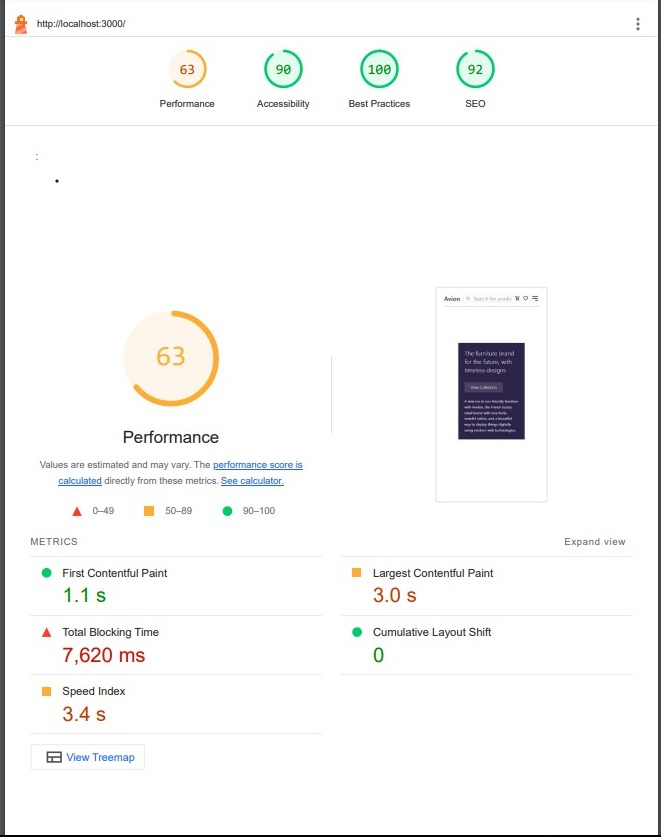 http://localhost:3000/
63
90
100
92
Performance
Accessibility
Best Practices
SEO
:
•
63
Performance
Values are estimated and may vary. The performance score is
calculated directly from these metrics. See calculator.
0–49
50–89
90–100
Avion
Search for
The furniture brand
for the future, with
timeless designs
View Collection
A new era in eco friendly furniture
with Avelon, the French luxury
retail brand with nice fonts,
tasteful colors and a beautiful
way to display things digitally
using modern web technologies.
METRICS
Expand view
First Contentful Paint
1.1 s
Largest Contentful Paint
3.0 s
Total Blocking Time
7,620 ms
Cumulative Layout Shift
0
Speed Index
3.4 s
View Treemap